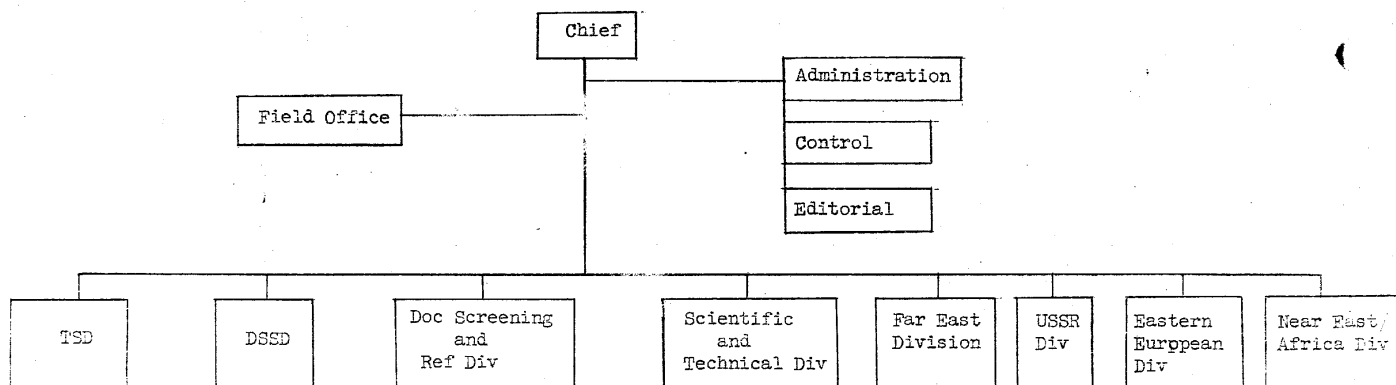 Chief
Administration
Field Office
Control
Editorial
TSD
DSSD
Doc Screening
and
Ref Div
Scientific
and
Technical Div
Far East
Division
USSR
Div
Eastern
Eurppean
Div
Near East/
Africa Div